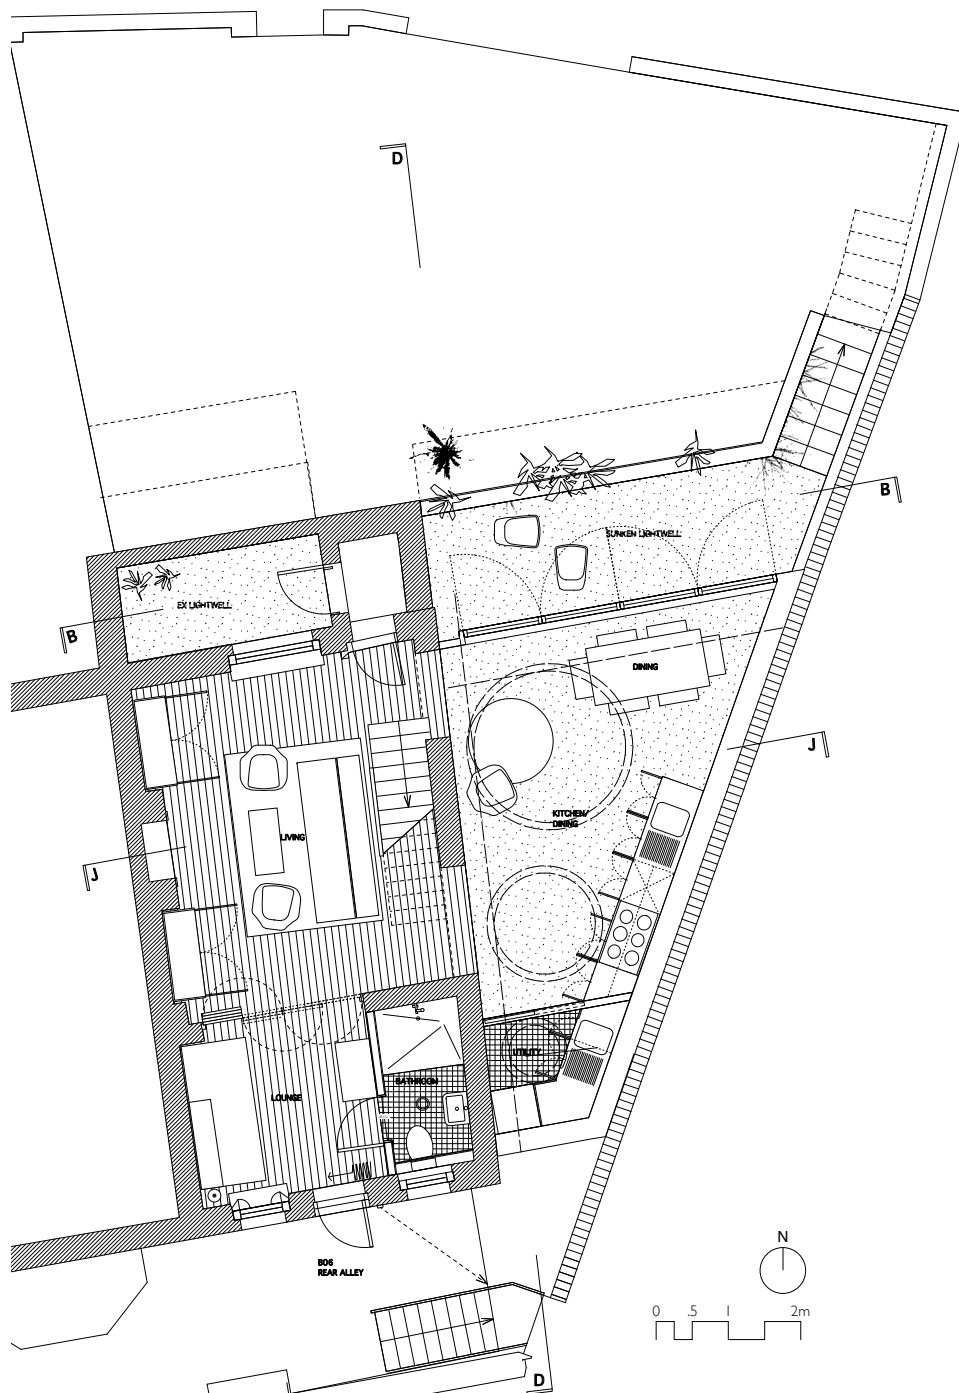 D
B
SUNKEN LIGHTWELL
EX LIGHTWELL
B
DINING
J
KITCHEN/
DINING
LIVING
J
UTILITY
BATHROOM
LOUNGE
B06
REAR ALLEY
N
0 .5 1 2m
D